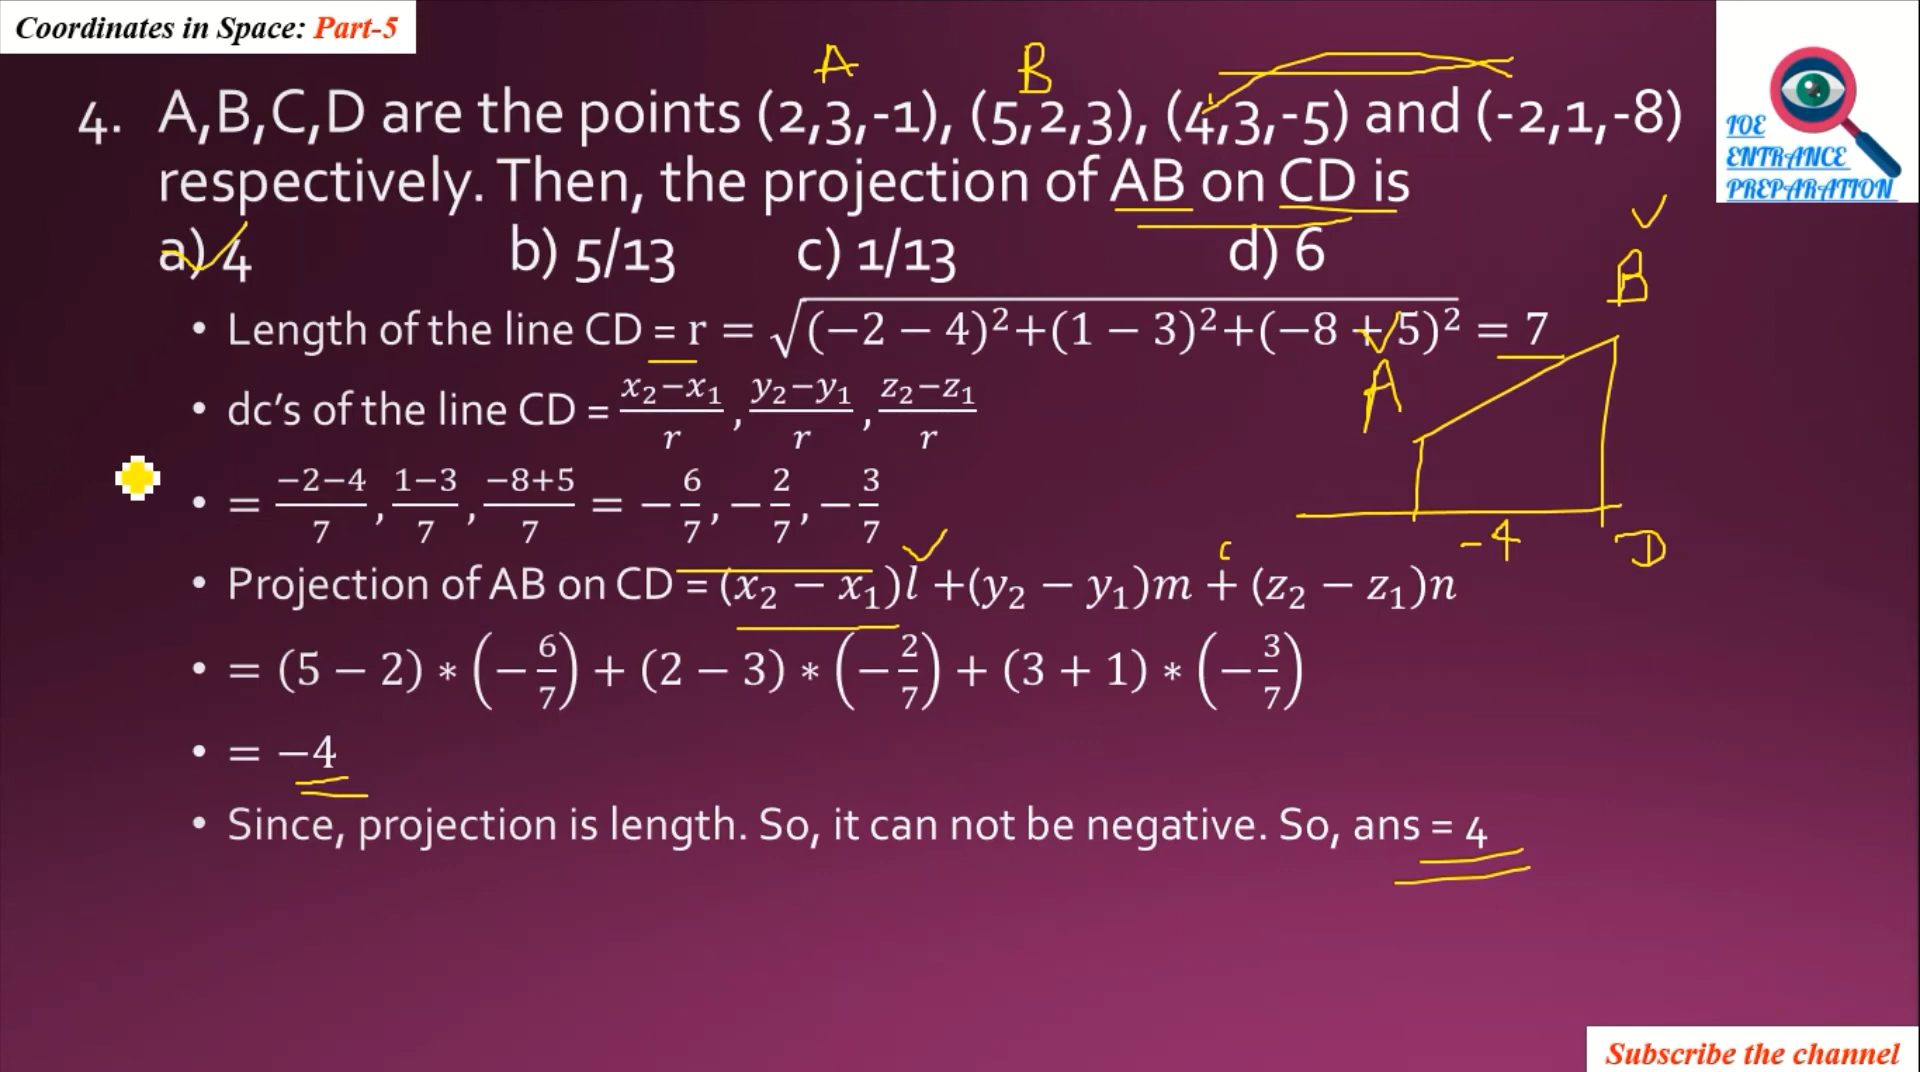 Coordinates in Space: Part-5
A B
4. A,B,C,D are the points (2,3,-1), (5,2,3), (4,3,-5) and (-2,1,-8)
IOE
ENTRANCE
PREPARATION
respectively. Then, the projection of AB on CD is
a) 4 b) 5/13 c) 1/13 d) 6
B
• Length of the line CD = r = √((−2 − 4)²+(1 − 3)²+(−8 + 5)²) = 7
A
• dc's of the line CD = (x₂−x₁)/r, (y₂−y₁)/r, (z₂−z₁)/r
• = (−2−4)/7, (1−3)/7, (−8+5)/7 = −6/7, −2/7, −3/7
C -4 D
• Projection of AB on CD = (x₂ − x₁)l +(y₂ − y₁)m + (z₂ − z₁)n
• = (5 − 2) * (−6/7) + (2 − 3) * (−2/7) + (3 + 1) * (−3/7)
• = −4
• Since, projection is length. So, it can not be negative. So, ans = 4
Subscribe the channel